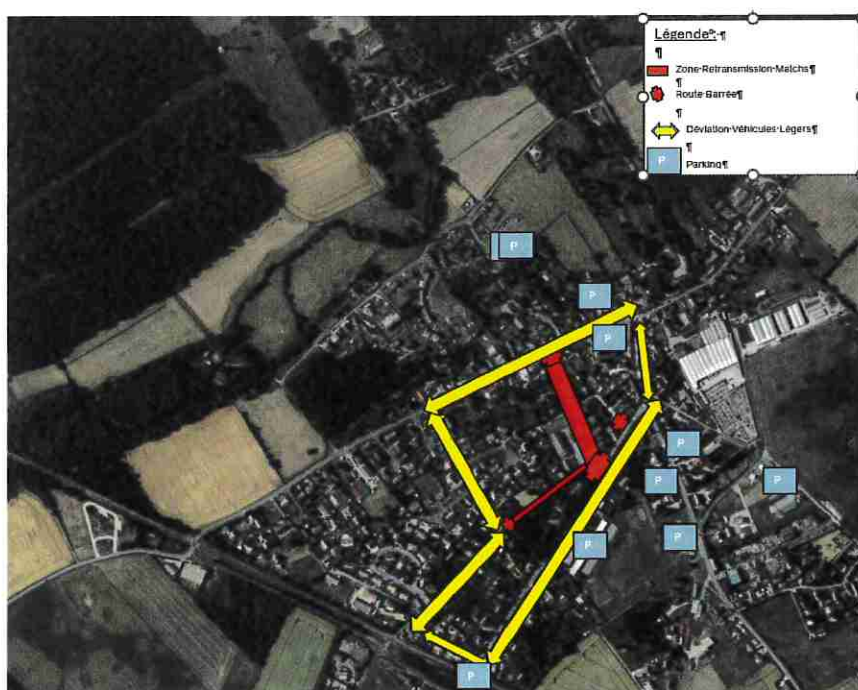 Légende°:·¶
¶
Zone·Retransmission·Matchs¶
¶
Route·Barrée¶
¶
Déviation·Véhicules·Légers¶
¶
P
Parking¶
P
P
P
P
P
P
P
P
P